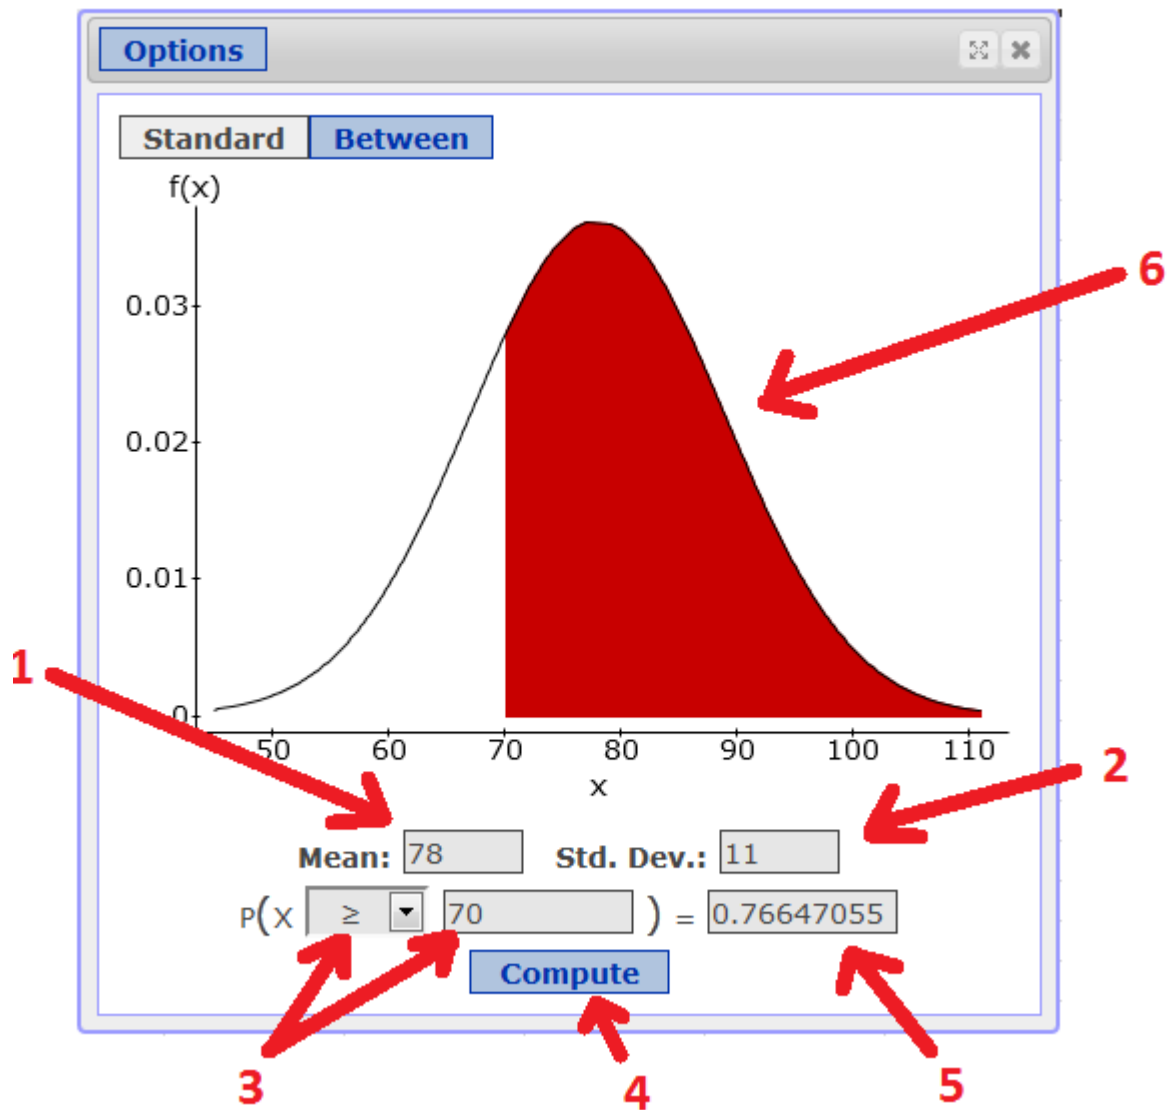 Options
Standard Between
f(x)
0.03
6
0.02
0.01
1
0
50 60 70 80 90 100 110
x
2
Mean: 78 Std. Dev.: 11
P(X ≥ 70 ) = 0.76647055
Compute
3 4 5